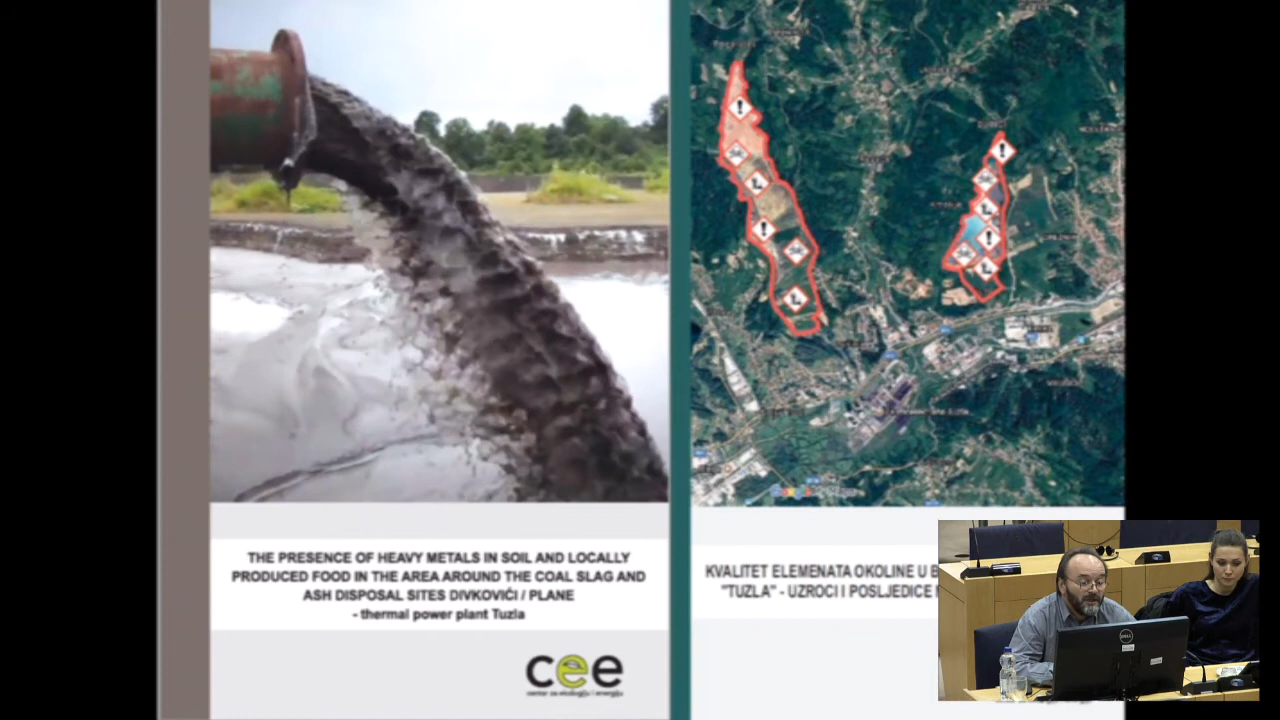 THE PRESENCE OF HEAVY METALS IN SOIL AND LOCALLY
PRODUCED FOOD IN THE AREA AROUND THE COAL SLAG AND
ASH DISPOSAL SITES DIVKOVIĆI / PLANE
- thermal power plant Tuzla
cee
centar za ekologiju i energiju
KVALITET ELEMENATA OKOLINE U B
"TUZLA" - UZROCI I POSLJEDICE
DELL